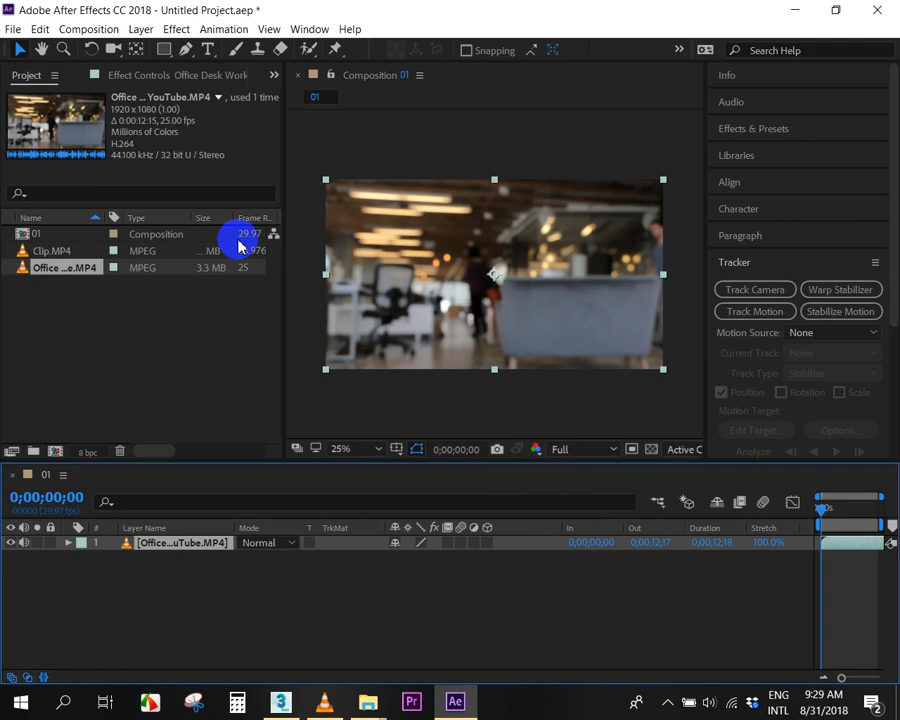 Adobe After Effects CC 2018 - Untitled Project.aep *
File Edit Composition Layer Effect Animation View Window Help
Snapping
Search Help
Project Effect Controls Office Desk Work
Office ... YouTube.MP4 , used 1 time
1920 x 1080 (1.00)
Δ 0:00:12:15, 25.00 fps
Millions of Colors
H.264
44.100 kHz / 32 bit U / Stereo
Name Type Size Frame R...
01 Composition 29.97
Clip.MP4 MPEG ... MB
Office ...e.MP4 MPEG 3.3 MB 25
8 bpc
Composition 01
01
25% 0;00;00;00 Full Active C
Info
Audio
Effects & Presets
Libraries
Align
Character
Paragraph
Tracker
Track Camera Warp Stabilizer
Track Motion Stabilize Motion
Motion Source: None
Current Track: None
Track Type: Stabilize
Position Rotation Scale
Motion Target:
Edit Target... Options...
Analyze:
01
0;00;00;00
00000 (29.97 fps)
# Layer Name Mode T TrkMat In Out Duration Stretch
1 [Office...uTube.MP4] Normal 0;00;00;00 0;00;12;17 0;00;12;18 100.0%
3
Pr
Ae
ENG
INTL
9:29 AM
8/31/2018
2